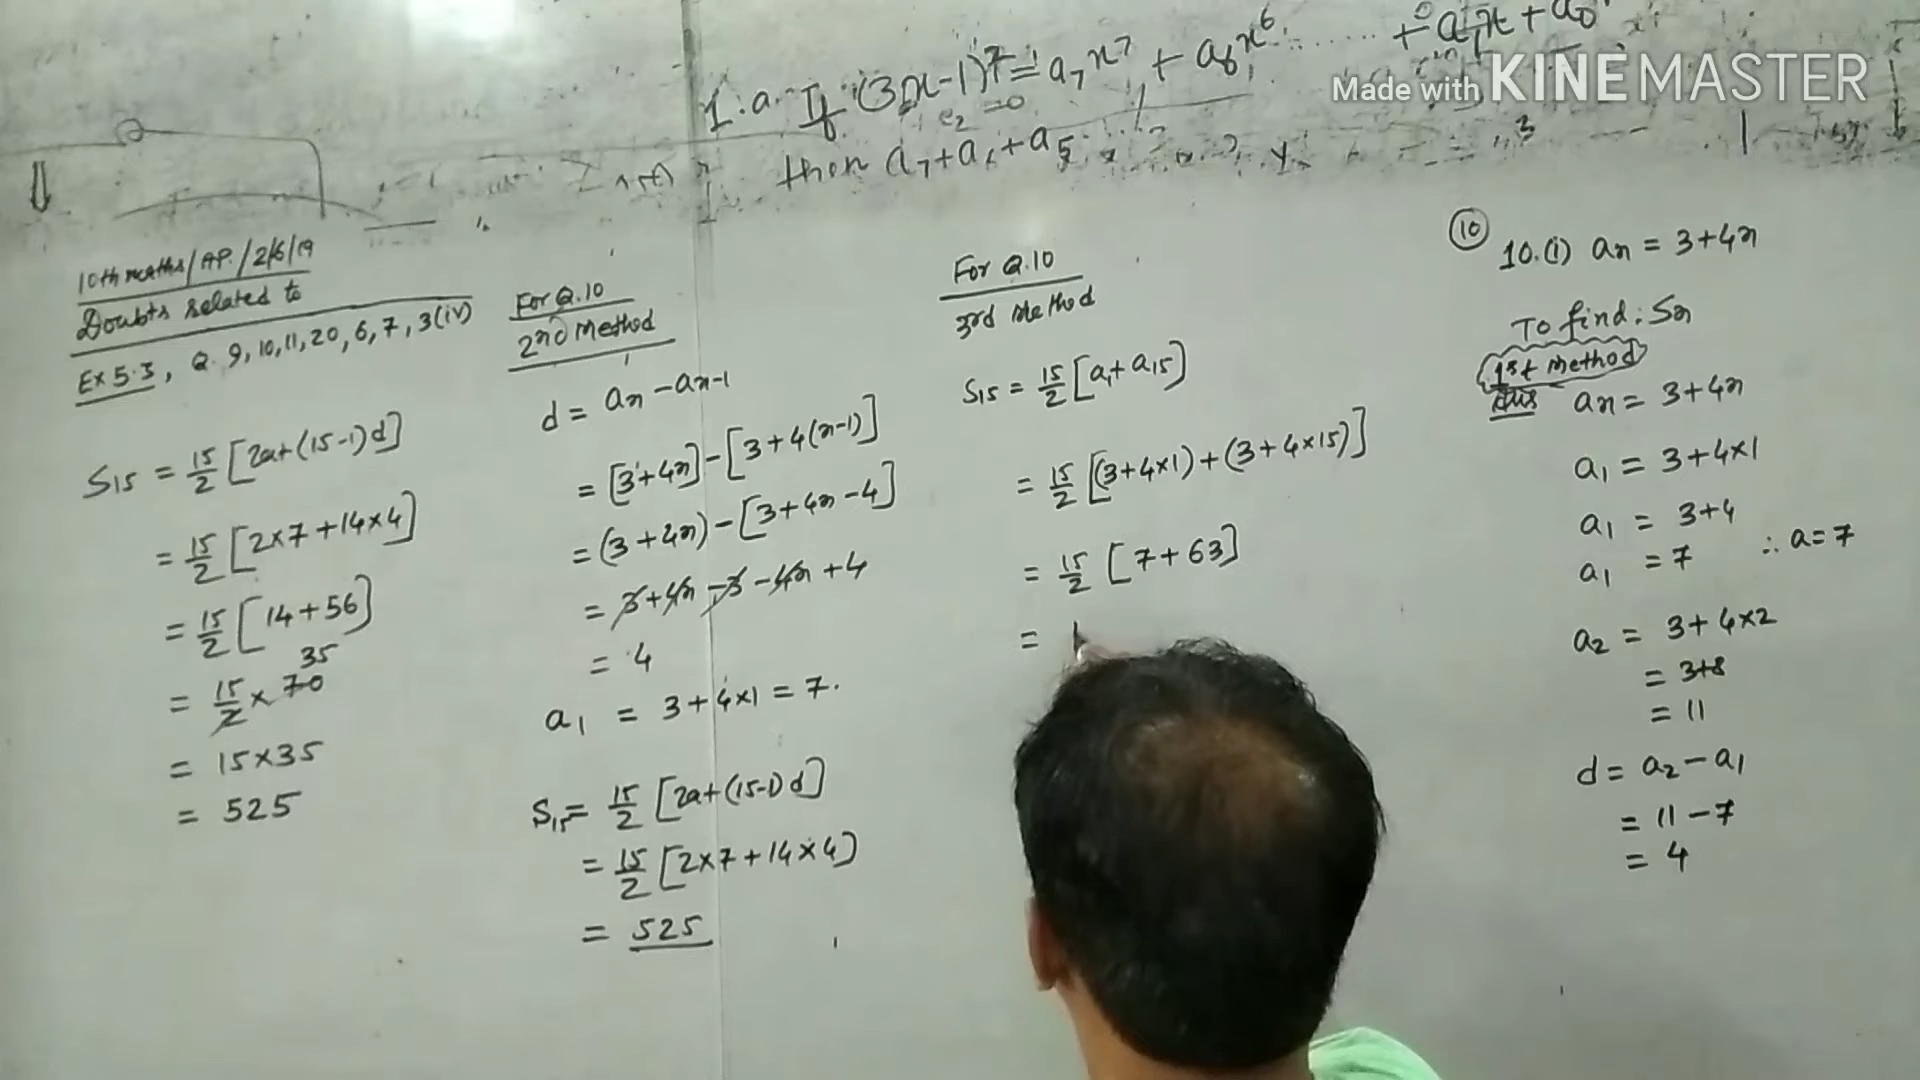 1.a. If (3x-1)⁷ = a₇x⁷ + a₆x⁶ ........ + a₁x + a₀
then a₇+a₆+a₅
Made with KINEMASTER
10th maths/AP./2/6/19
Doubts related to
Ex 5.3, Q. 9,10,11,20,6,7,3(iv)
S₁₅ = 15/2 [2a+(15-1)d]
= 15/2 [2×7+14×4]
= 15/2 [14+56]
35
= 15/2 × 70
= 15×35
= 525
For Q.10
2nd Method
d = an - an-1
= [3+4n]-[3+4(n-1)]
= (3+4n)-[3+4n-4]
= 3+4n-3-4n+4
= 4
a₁ = 3+4×1 = 7.
S₁₅= 15/2 [2a+(15-1)d]
= 15/2 [2×7+14×4]
= 525
For Q.10
3rd Method
S₁₅ = 15/2 [a₁+a₁₅]
= 15/2 [(3+4×1)+(3+4×15)]
= 15/2 [7+63]
=
10
10.(i) an = 3+4n
To find: Sn
1st Method
Ans an = 3+4n
a₁ = 3+4×1
a₁ = 3+4
a₁ = 7 ∴ a=7
a₂ = 3+4×2
= 3+8
= 11
d = a₂-a₁
= 11-7
= 4